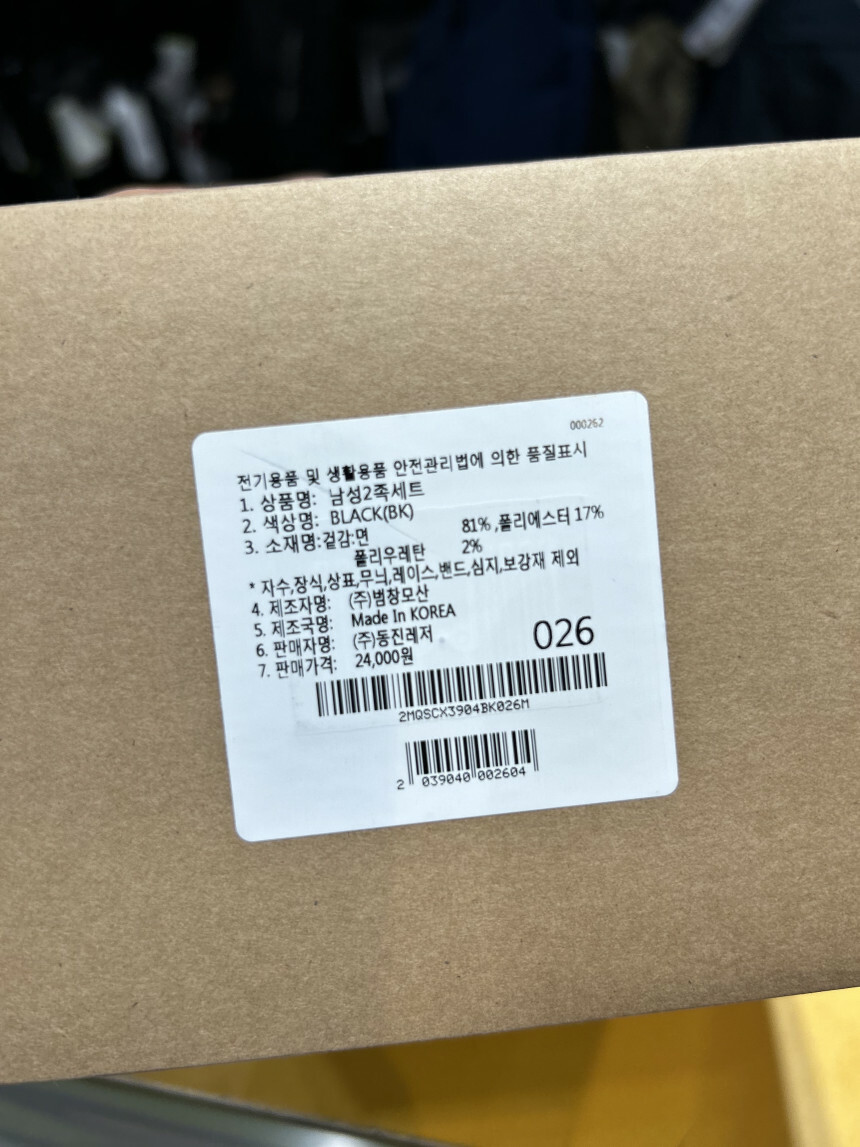 000262
전기용품 및 생활용품 안전관리법에 의한 품질표시
1. 상품명: 남성2족세트
2. 색상명: BLACK(BK)
3. 소재명:겉감:면 81% ,폴리에스터 17%
폴리우레탄 2%
* 자수,장식,상표,무늬,레이스,밴드,심지,보강재 제외
4. 제조자명: (주)범창모산
5. 제조국명: Made In KOREA
6. 판매자명: (주)동진레저
7. 판매가격: 24,000원
026
2MQSCX3904BK026M
2 039040 002604